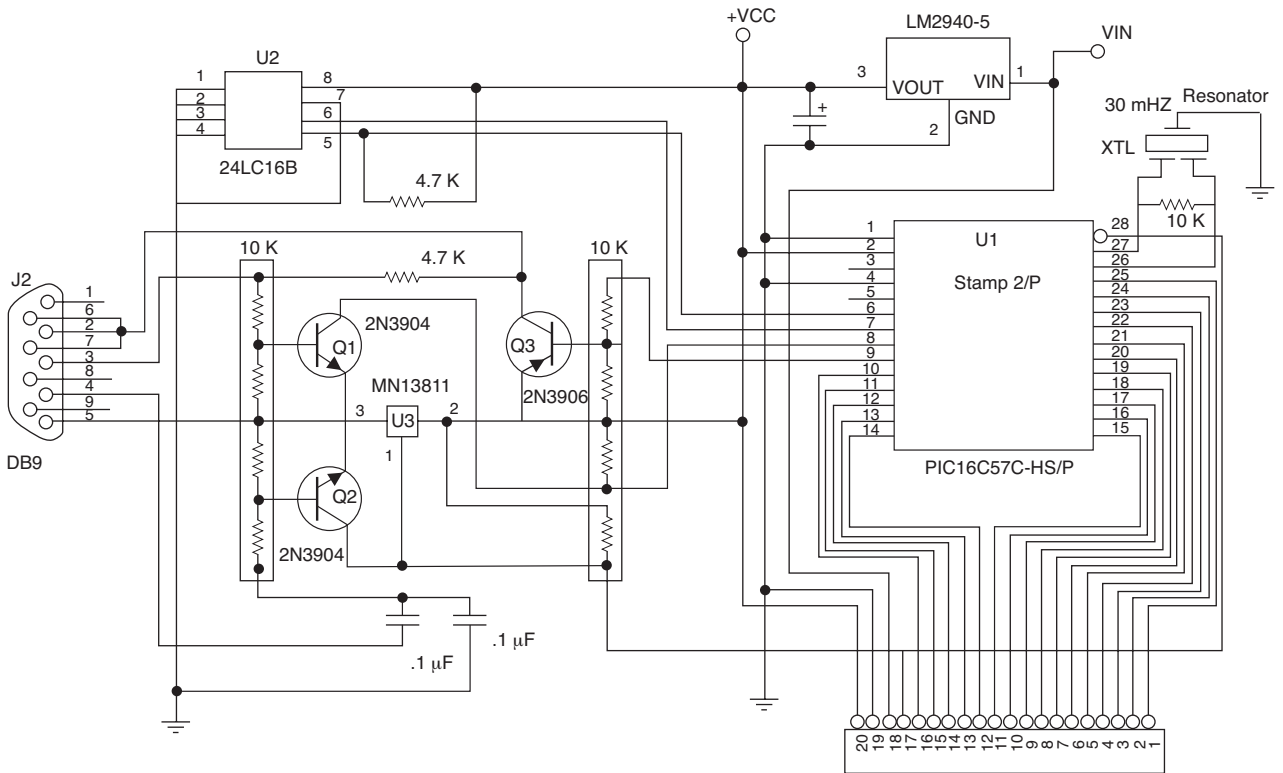 +VCC
LM2940-5
VIN
U2
1
2
3
4
8
7
6
5
24LC16B
3
VOUT
VIN
1
2
GND
+
30 mHZ
Resonator
XTL
10 K
4.7 K
10 K
4.7 K
10 K
J2
1
6
2
7
3
8
4
9
5
DB9
2N3904
Q1
Q3
2N3906
MN13811
3
U3
2
1
Q2
2N3904
.1 μF
.1 μF
U1
Stamp 2/P
PIC16C57C-HS/P
1
2
3
4
5
6
7
8
9
10
11
12
13
14
28
27
26
25
24
23
22
21
20
19
18
17
16
15
20
19
18
17
16
15
14
13
12
11
10
9
8
7
6
5
4
3
2
1